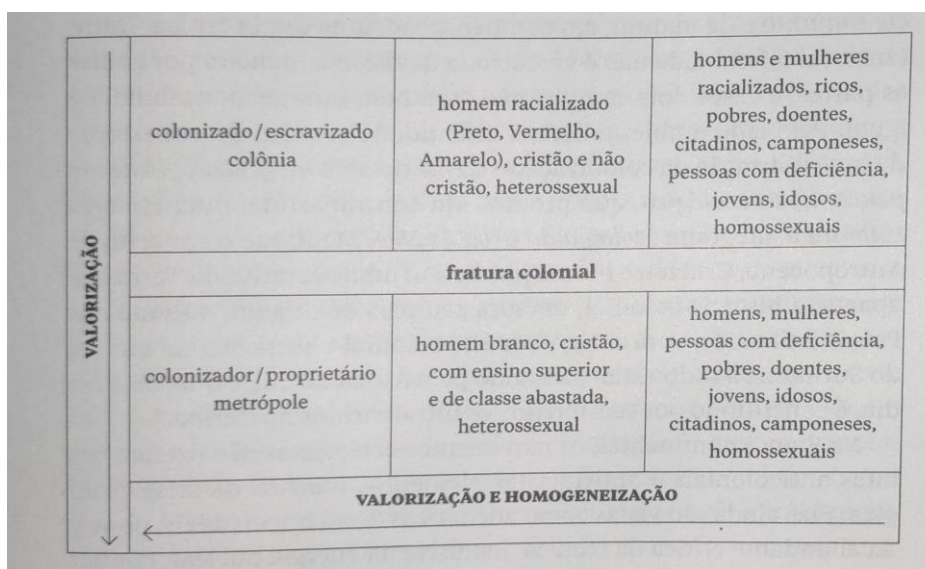 colonizado/escravizado
colônia
homem racializado
(Preto, Vermelho,
Amarelo), cristão e não
cristão, heterossexual
homens e mulheres
racializados, ricos,
pobres, doentes,
citadinos, camponeses,
pessoas com deficiência,
jovens, idosos,
homossexuais
VALORIZAÇÃO
fratura colonial
colonizador/proprietário
metrópole
homem branco, cristão,
com ensino superior
e de classe abastada,
heterossexual
homens, mulheres,
pessoas com deficiência,
pobres, doentes,
jovens, idosos,
citadinos, camponeses,
homossexuais
VALORIZAÇÃO E HOMOGENEIZAÇÃO